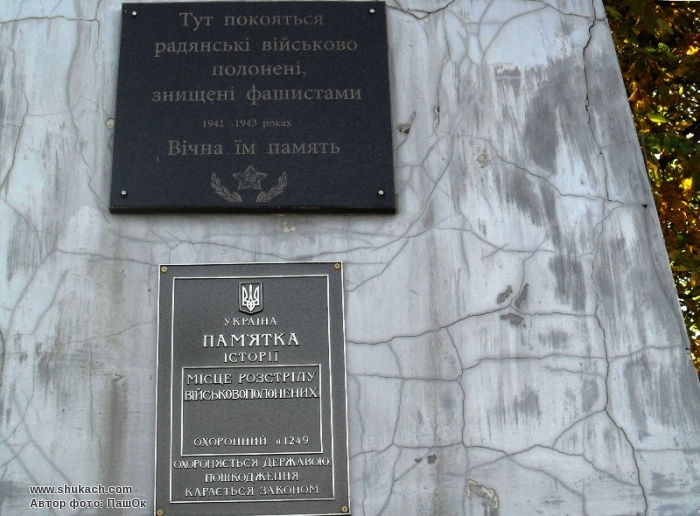 Тут покояться
радянські військово
полонені,
знищені фашистами
1941 -1943 роках
Вічна їм память
УКРАЇНА
ПАМ'ЯТКА
ІСТОРІЇ
МІСЦЕ РОЗСТРІЛУ
ВІЙСЬКОВОПОЛОНЕНИХ
ОХОРОННИЙ №1249
ОХОРОНЯЄТЬСЯ ДЕРЖАВОЮ
ПОШКОДЖЕННЯ
КАРАЄТЬСЯ ЗАКОНОМ
www.shukach.com
Автор фото: ПашОк